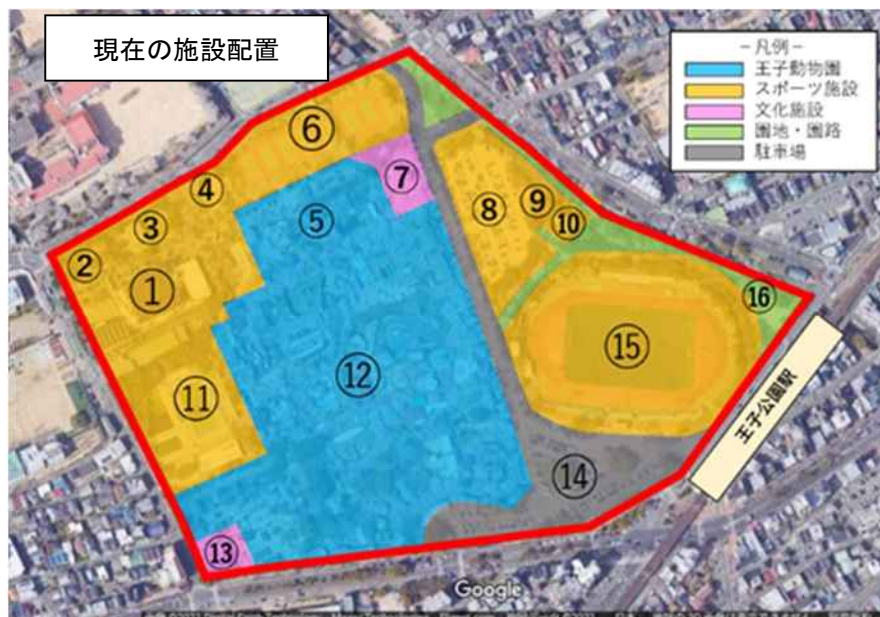 現在の施設配置
－凡例－
王子動物園
スポーツ施設
文化施設
園地・園路
駐車場
⑥
④
⑦
③
⑤
⑧
⑨
②
⑩
①
⑯
⑮
⑫
⑪
王子公園駅
⑭
⑬
Google